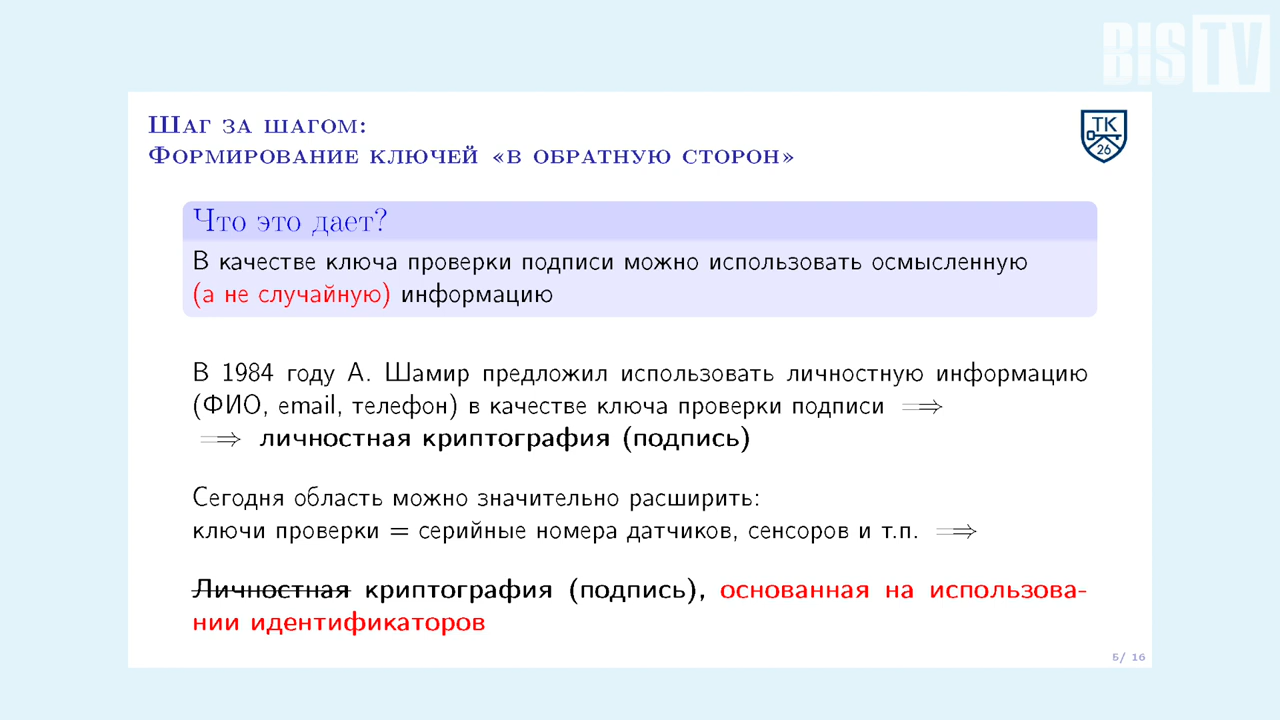 BIS TV
Шаг за шагом:
Формирование ключей «в обратную сторон»
ТК
26
Что это дает?
В качестве ключа проверки подписи можно использовать осмысленную
(а не случайную) информацию
В 1984 году А. Шамир предложил использовать личностную информацию
(ФИО, email, телефон) в качестве ключа проверки подписи ⟹
⟹ личностная криптография (подпись)
Сегодня область можно значительно расширить:
ключи проверки = серийные номера датчиков, сенсоров и т.п. ⟹
Личностная криптография (подпись), основанная на использова-
нии идентификаторов
5/ 16